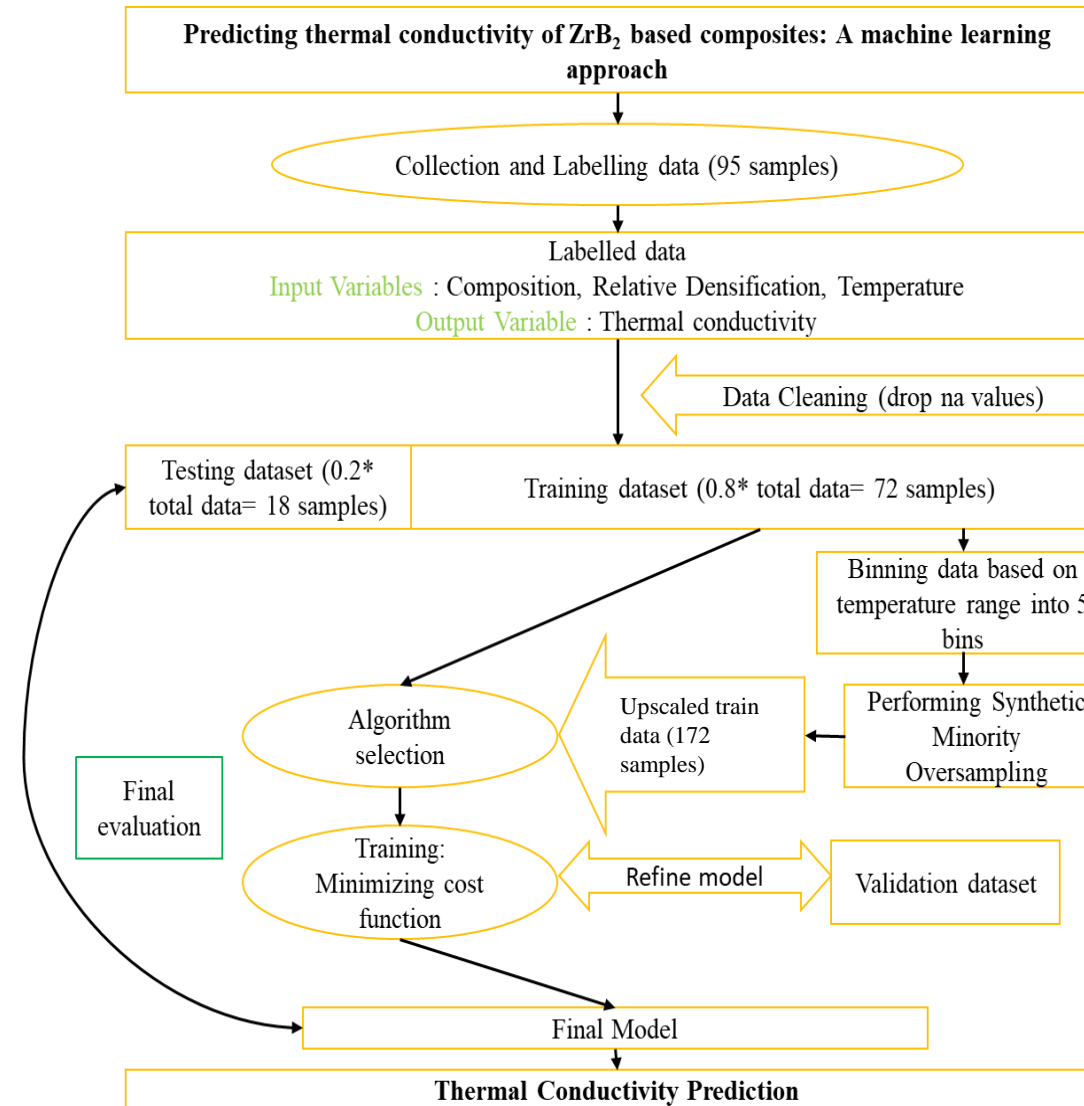 Predicting thermal conductivity of ZrB₂ based composites: A machine learning
approach
Collection and Labelling data (95 samples)
Labelled data
Input Variables : Composition, Relative Densification, Temperature
Output Variable : Thermal conductivity
Data Cleaning (drop na values)
Testing dataset (0.2*
total data= 18 samples)
Training dataset (0.8* total data= 72 samples)
Binning data based on
temperature range into 5
bins
Performing Synthetic
Minority
Oversampling
Upscaled train
data (172
samples)
Algorithm
selection
Final
evaluation
Training:
Minimizing cost
function
Refine model
Validation dataset
Final Model
Thermal Conductivity Prediction